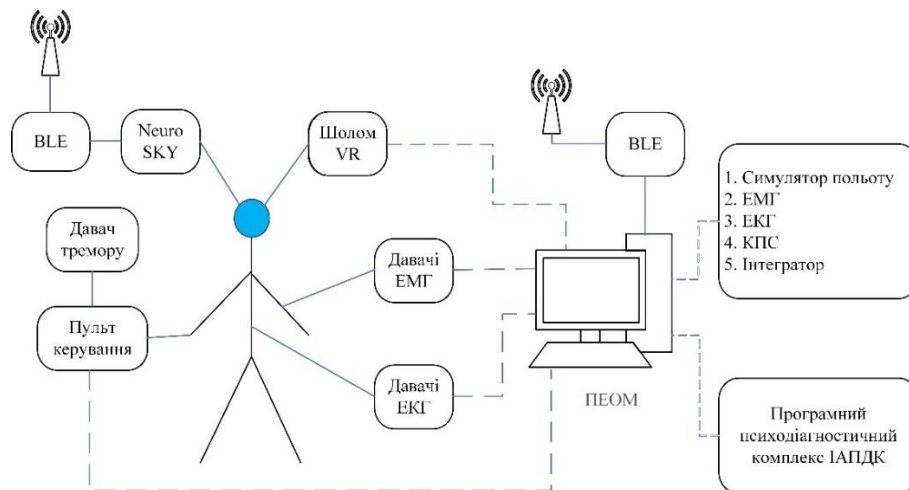 BLE
Neuro
SKY
Шолом
VR
BLE
1. Симулятор польоту
2. ЕМГ
3. ЕКГ
4. КПС
5. Інтегратор
Давач
тремору
Давачі
ЕМГ
Пульт
керування
Давачі
ЕКГ
ПЕОМ
Програмний
психодіагностичний
комплекс ІАПДК